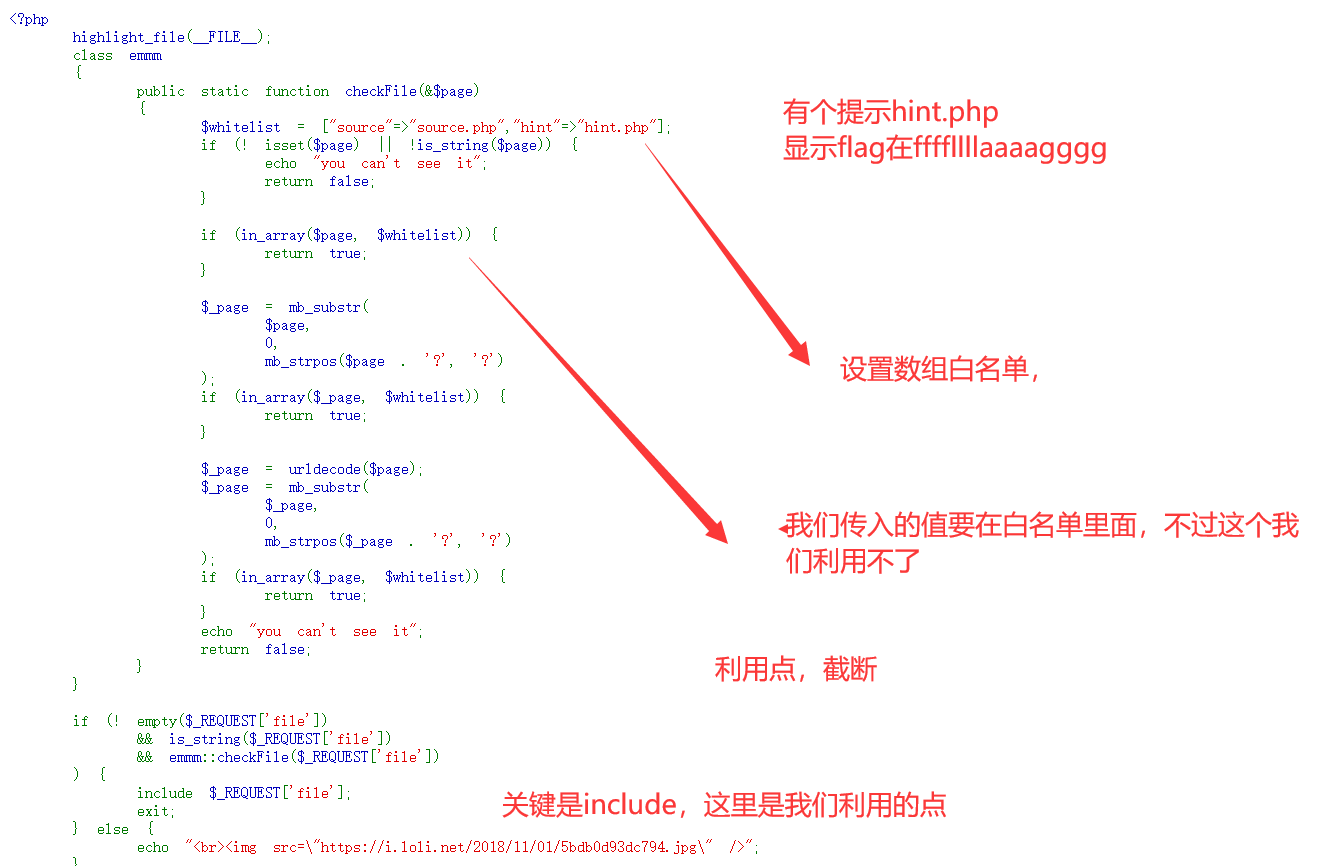 <?php
highlight_file(__FILE__);
class emmm
{
public static function checkFile(&$page)
{
$whitelist = ["source"=>"source.php","hint"=>"hint.php"];
if (! isset($page) || !is_string($page)) {
echo "you can't see it";
return false;
}
if (in_array($page, $whitelist)) {
return true;
}
$_page = mb_substr(
$page,
0,
mb_strpos($page . '?', '?')
);
if (in_array($_page, $whitelist)) {
return true;
}
$_page = urldecode($page);
$_page = mb_substr(
$_page,
0,
mb_strpos($_page . '?', '?')
);
if (in_array($_page, $whitelist)) {
return true;
}
echo "you can't see it";
return false;
}
}
if (! empty($_REQUEST['file'])
&& is_string($_REQUEST['file'])
&& emmm::checkFile($_REQUEST['file'])
) {
include $_REQUEST['file'];
exit;
} else {
echo "<br><img src=\"https://i.loli.net/2018/11/01/5bdb0d93dc794.jpg\" />";
}
有个提示hint.php
显示flag在ffffllllaaaagggg
设置数组白名单，
我们传入的值要在白名单里面，不过这个我
们利用不了
利用点，截断
关键是include，这里是我们利用的点